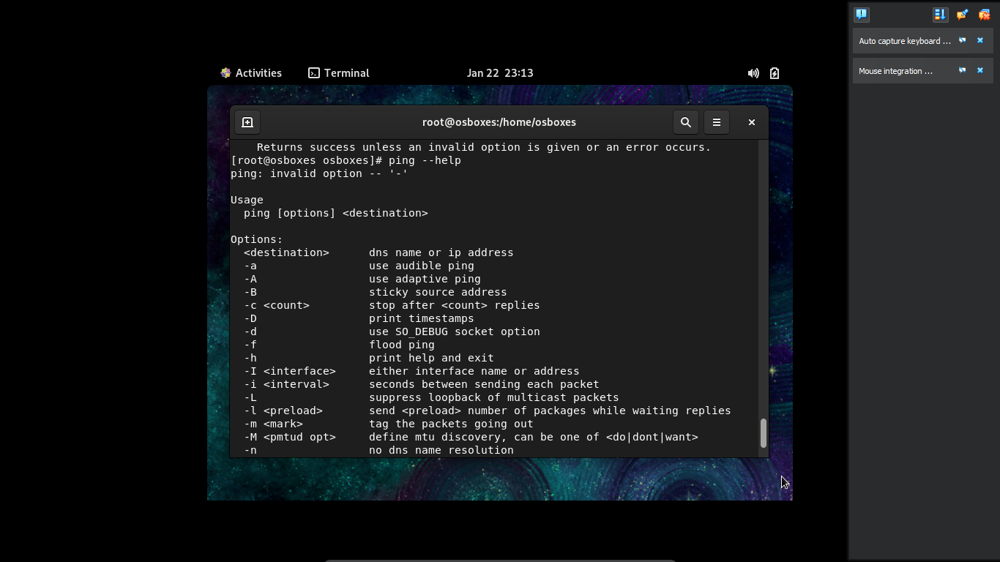 Auto capture keyboard ...
Mouse integration ...
Activities Terminal Jan 22 23:13
root@osboxes:/home/osboxes
Returns success unless an invalid option is given or an error occurs.
[root@osboxes osboxes]# ping --help
ping: invalid option -- '-'
Usage
ping [options] <destination>
Options:
<destination> dns name or ip address
-a use audible ping
-A use adaptive ping
-B sticky source address
-c <count> stop after <count> replies
-D print timestamps
-d use SO_DEBUG socket option
-f flood ping
-h print help and exit
-I <interface> either interface name or address
-i <interval> seconds between sending each packet
-L suppress loopback of multicast packets
-l <preload> send <preload> number of packages while waiting replies
-m <mark> tag the packets going out
-M <pmtud opt> define mtu discovery, can be one of <do|dont|want>
-n no dns name resolution